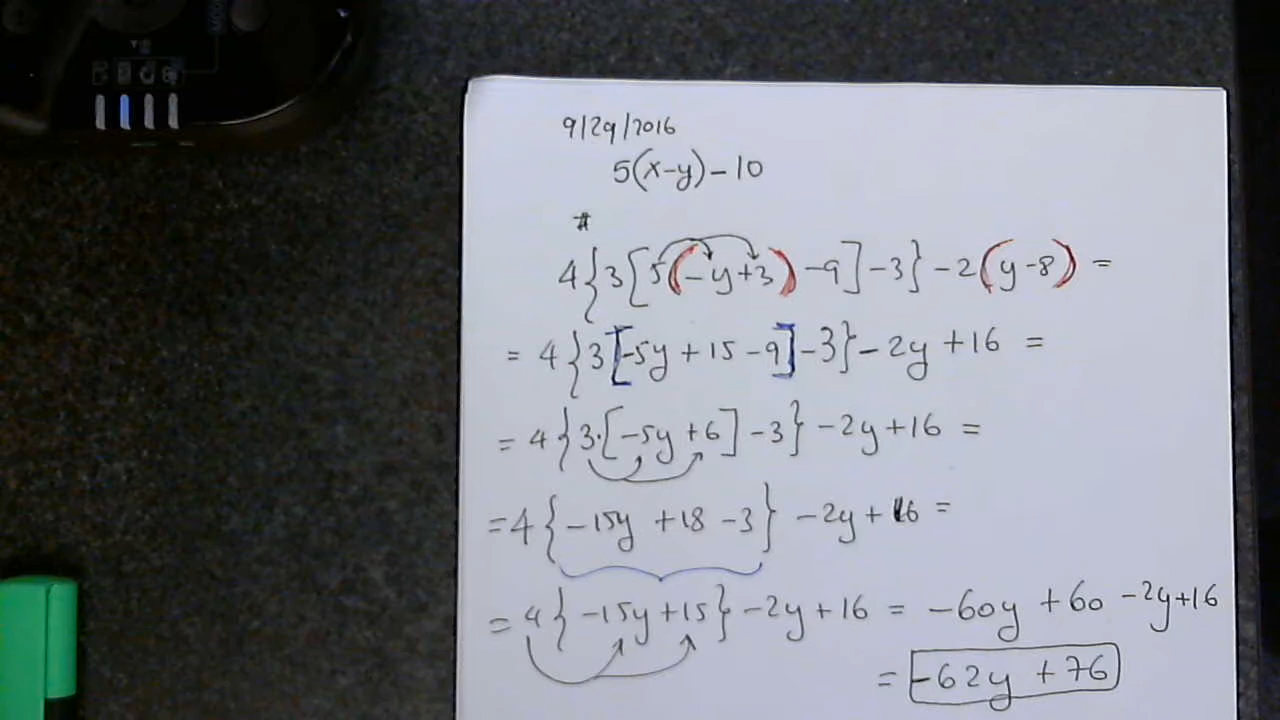 9/29/2016
5(x-y)-10
#
4{3[5(-y+3)-9]-3}-2(y-8)=
=4{3[-5y+15-9]-3}-2y+16=
=4{3·[-5y+6]-3}-2y+16=
=4{-15y+18-3}-2y+16=
=4{-15y+15}-2y+16=-60y+60-2y+16
=-62y+76